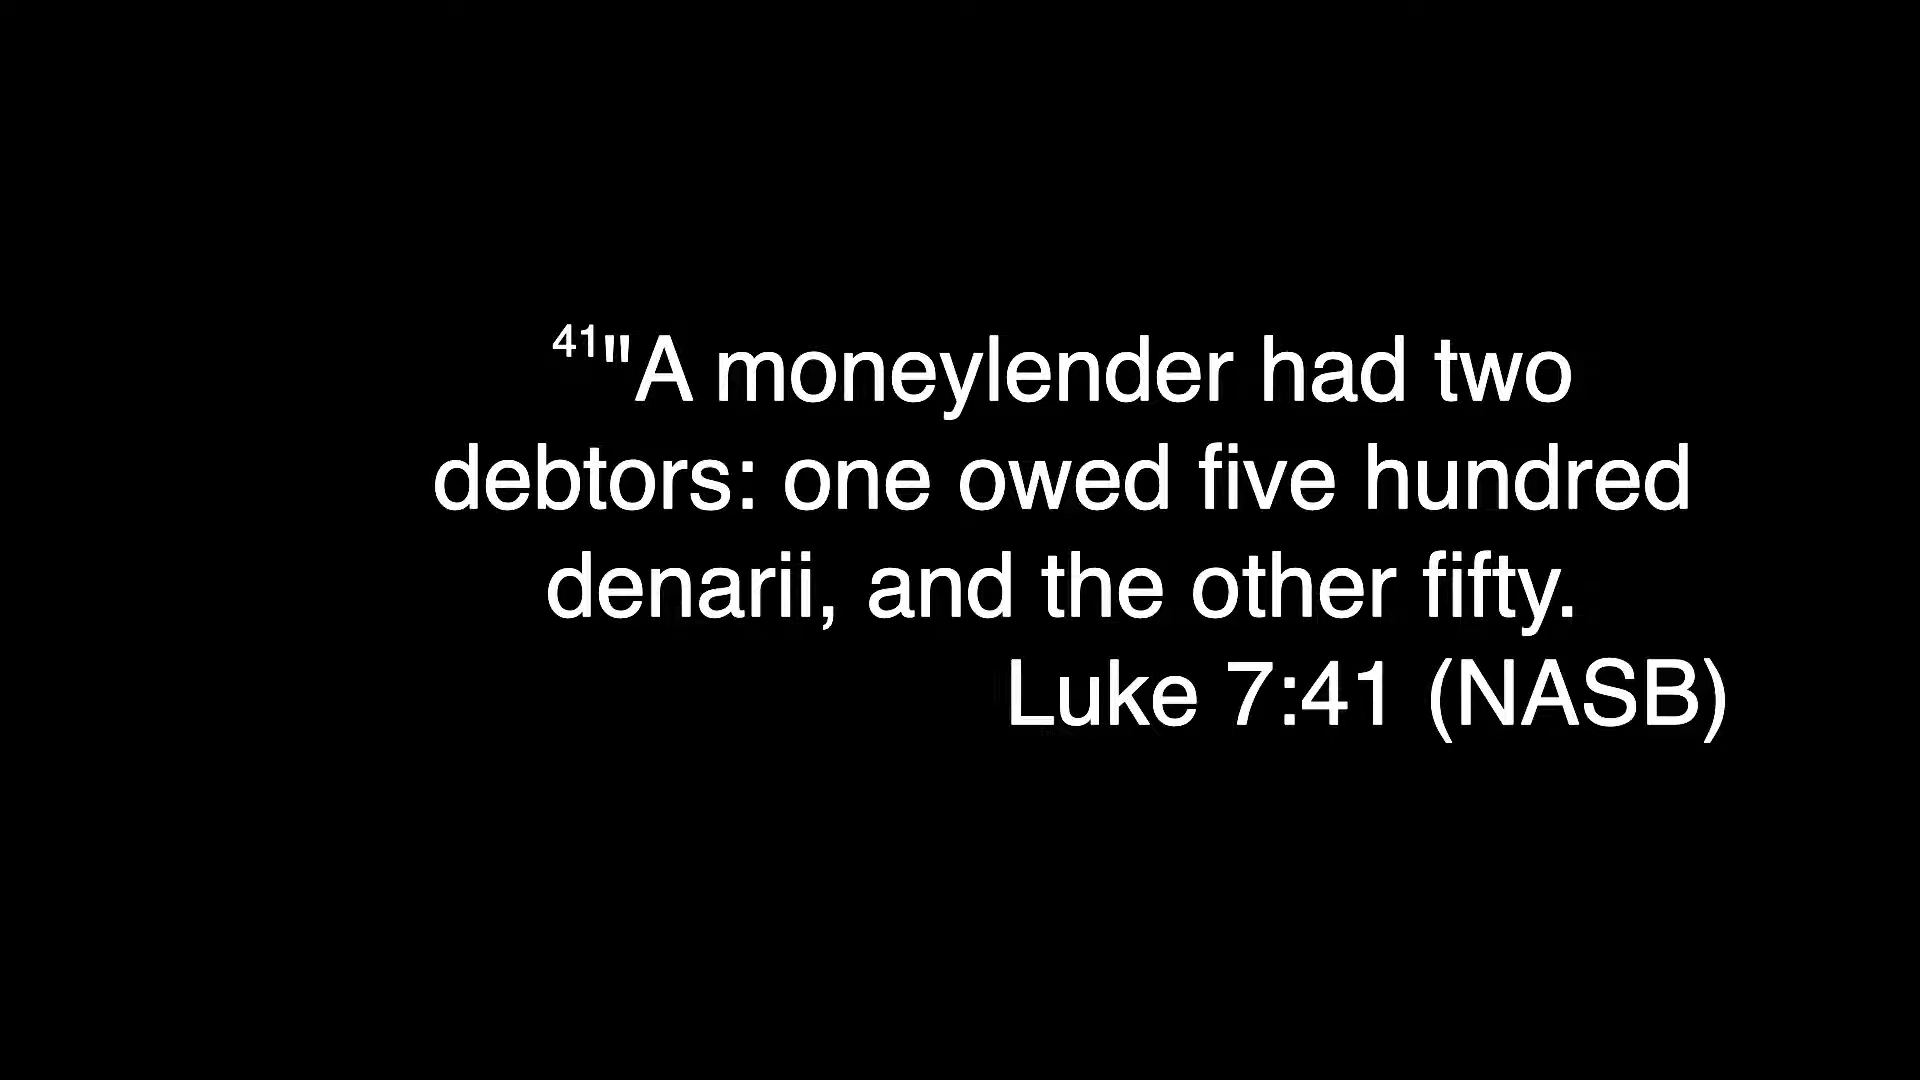 41"A moneylender had two
debtors: one owed five hundred
denarii, and the other fifty.
Luke 7:41 (NASB)